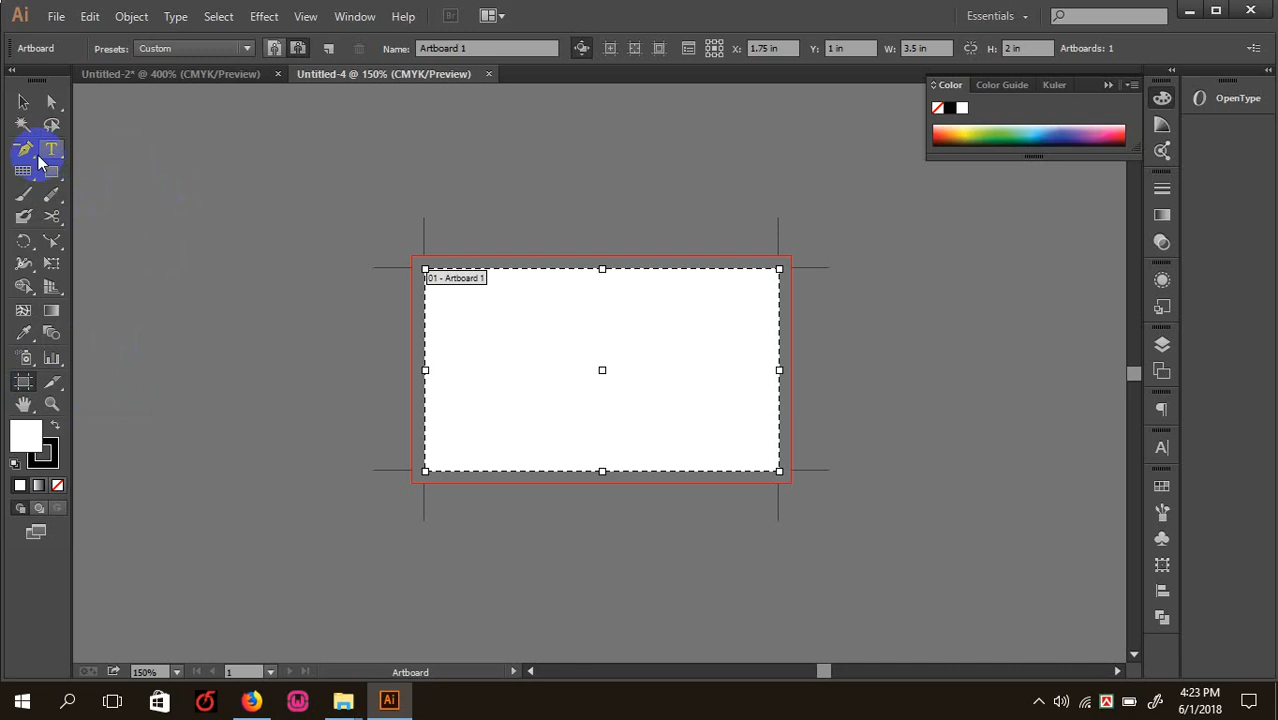 Ai File Edit Object Type Select Effect View Window Help Br Essentials
Artboard Presets: Custom Name: Artboard 1 X: 1.75 in Y: 1 in W: 3.5 in H: 2 in Artboards: 1
Untitled-2* @ 400% (CMYK/Preview) × Untitled-4 @ 150% (CMYK/Preview) ×
Color Color Guide Kuler
OpenType
01 - Artboard 1
150% 1 Artboard
4:23 PM
6/1/2018
Ai